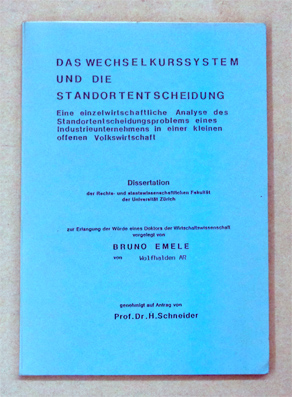 DAS WECHSELKURSSYSTEM
UND DIE
STANDORTENTSCHEIDUNG
Eine einzelwirtschaftliche Analyse des
Standortentscheidungsproblems eines
Industrieunternehmens in einer kleinen
offenen Volkswirtschaft
Dissertation
der Rechts- und staatswissenschaftlichen Fakultät
der Universität Zürich
zur Erlangung der Würde eines Doktors der Wirtschaftswissenschaft
vorgelegt von
BRUNO EMELE
von Wolfhalden AR
genehmigt auf Antrag von
Prof. Dr. H. Schneider